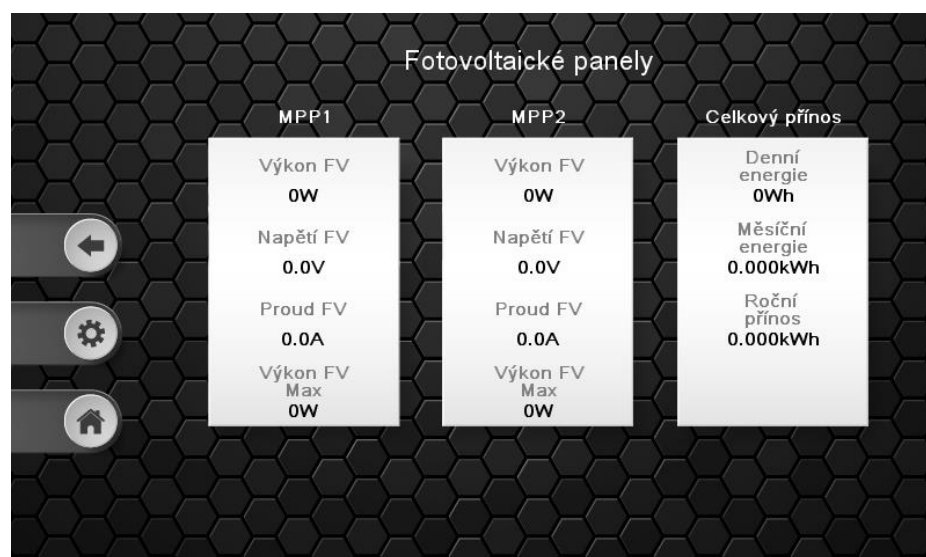 Fotovoltaické panely
MPP1
Výkon FV
0W
Napětí FV
0.0V
Proud FV
0.0A
Výkon FV
Max
0W
MPP2
Výkon FV
0W
Napětí FV
0.0V
Proud FV
0.0A
Výkon FV
Max
0W
Celkový přínos
Denní
energie
0Wh
Měsíční
energie
0.000kWh
Roční
přínos
0.000kWh